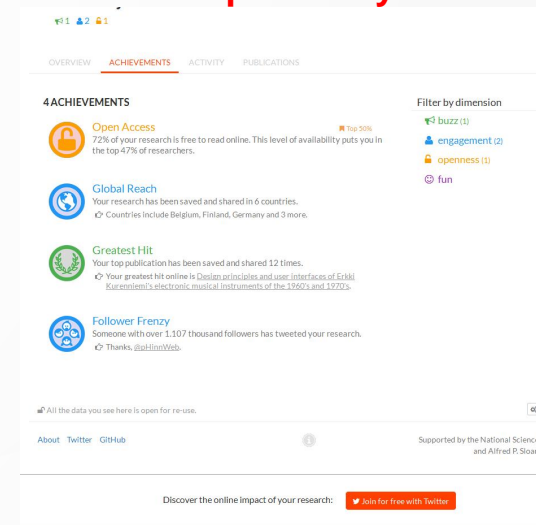 1 2 1
OVERVIEW ACHIEVEMENTS ACTIVITY PUBLICATIONS
4 ACHIEVEMENTS
Open Access
Top 50%
72% of your research is free to read online. This level of availability puts you in
the top 47% of researchers.
Global Reach
Your research has been saved and shared in 6 countries.
Countries include Belgium, Finland, Germany and 3 more.
Greatest Hit
Your top publication has been saved and shared 12 times.
Your greatest hit online is Design principles and user interfaces of Erkki
Kurenniemi's electronic musical instruments of the 1960's and 1970's.
Follower Frenzy
Someone with over 1.107 thousand followers has tweeted your research.
Thanks, @pHinnWeb.
Filter by dimension
buzz (1)
engagement (2)
openness (1)
fun
All the data you see here is open for re-use.
About Twitter GitHub
Supported by the National Science
and Alfred P. Sloan
Discover the online impact of your research:
Join for free with Twitter